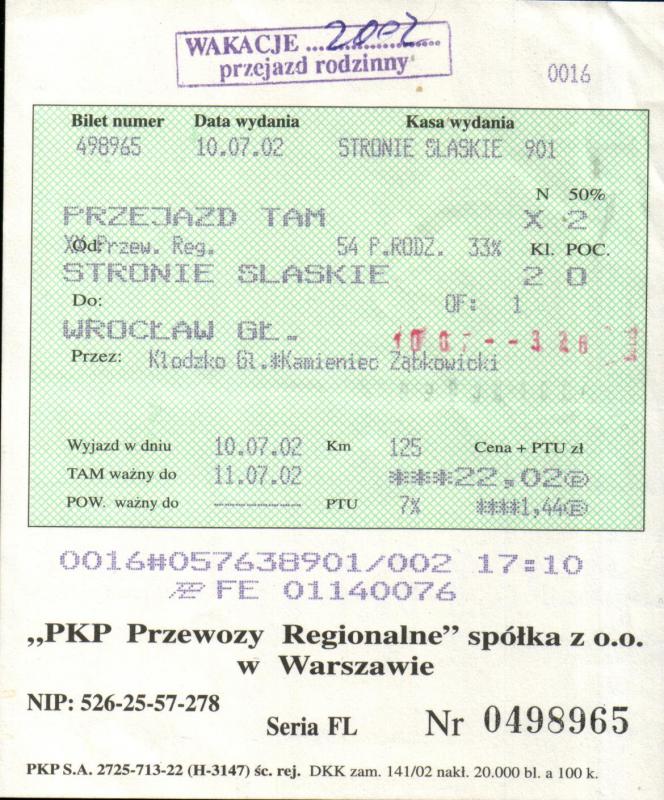 WAKACJE ...2002...
przejazd rodzinny
0016
Bilet numer Data wydania Kasa wydania
498965 10.07.02 STRONIE SLASKIE 901
N 50%
PRZEJAZD TAM X 2
Od: XX Przew. Reg. 54 P.RODZ. 33% Kl. POC.
STRONIE SLASKIE 2 0
Do: OF: 1
WROCŁAW GŁ.
Przez: Kłodzko Gł.*Kamieniec Ząbkowicki
Wyjazd w dniu 10.07.02 Km 125 Cena + PTU zł
TAM ważny do 11.07.02 ***22,02Ⓔ
POW. ważny do ---------- PTU 7% ****1,44Ⓔ
0016#057638901/002 17:10
FE 01140076
„PKP Przewozy Regionalne” spółka z o.o.
w Warszawie
NIP: 526-25-57-278
Seria FL Nr 0498965
PKP S.A. 2725-713-22 (H-3147) śc. rej. DKK zam. 141/02 nakł. 20.000 bl. a 100 k.